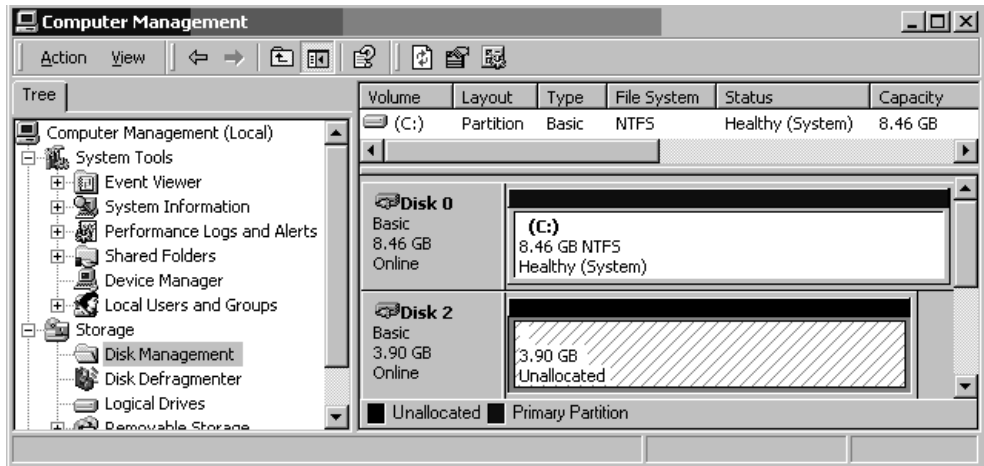 Computer Management
Action View
Tree
Computer Management (Local)
System Tools
Event Viewer
System Information
Performance Logs and Alerts
Shared Folders
Device Manager
Local Users and Groups
Storage
Disk Management
Disk Defragmenter
Logical Drives
Removable Storage
Volume Layout Type File System Status Capacity
(C:) Partition Basic NTFS Healthy (System) 8.46 GB
Disk 0
Basic
8.46 GB
Online
(C:)
8.46 GB NTFS
Healthy (System)
Disk 2
Basic
3.90 GB
Online
3.90 GB
Unallocated
Unallocated Primary Partition